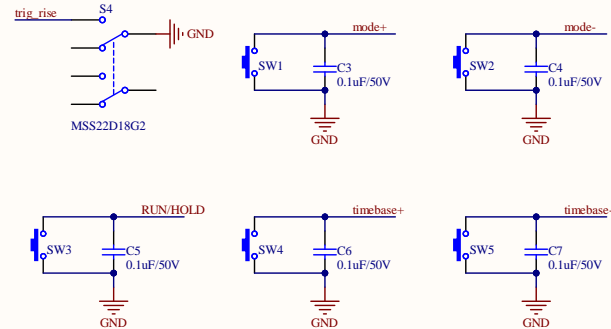 trig_rise
S4
GND
MSS22D18G2
mode+
SW1
C3
0.1uF/50V
GND
mode-
SW2
C4
0.1uF/50V
GND
RUN/HOLD
SW3
C5
0.1uF/50V
GND
timebase+
SW4
C6
0.1uF/50V
GND
timebase-
SW5
C7
0.1uF/50V
GND